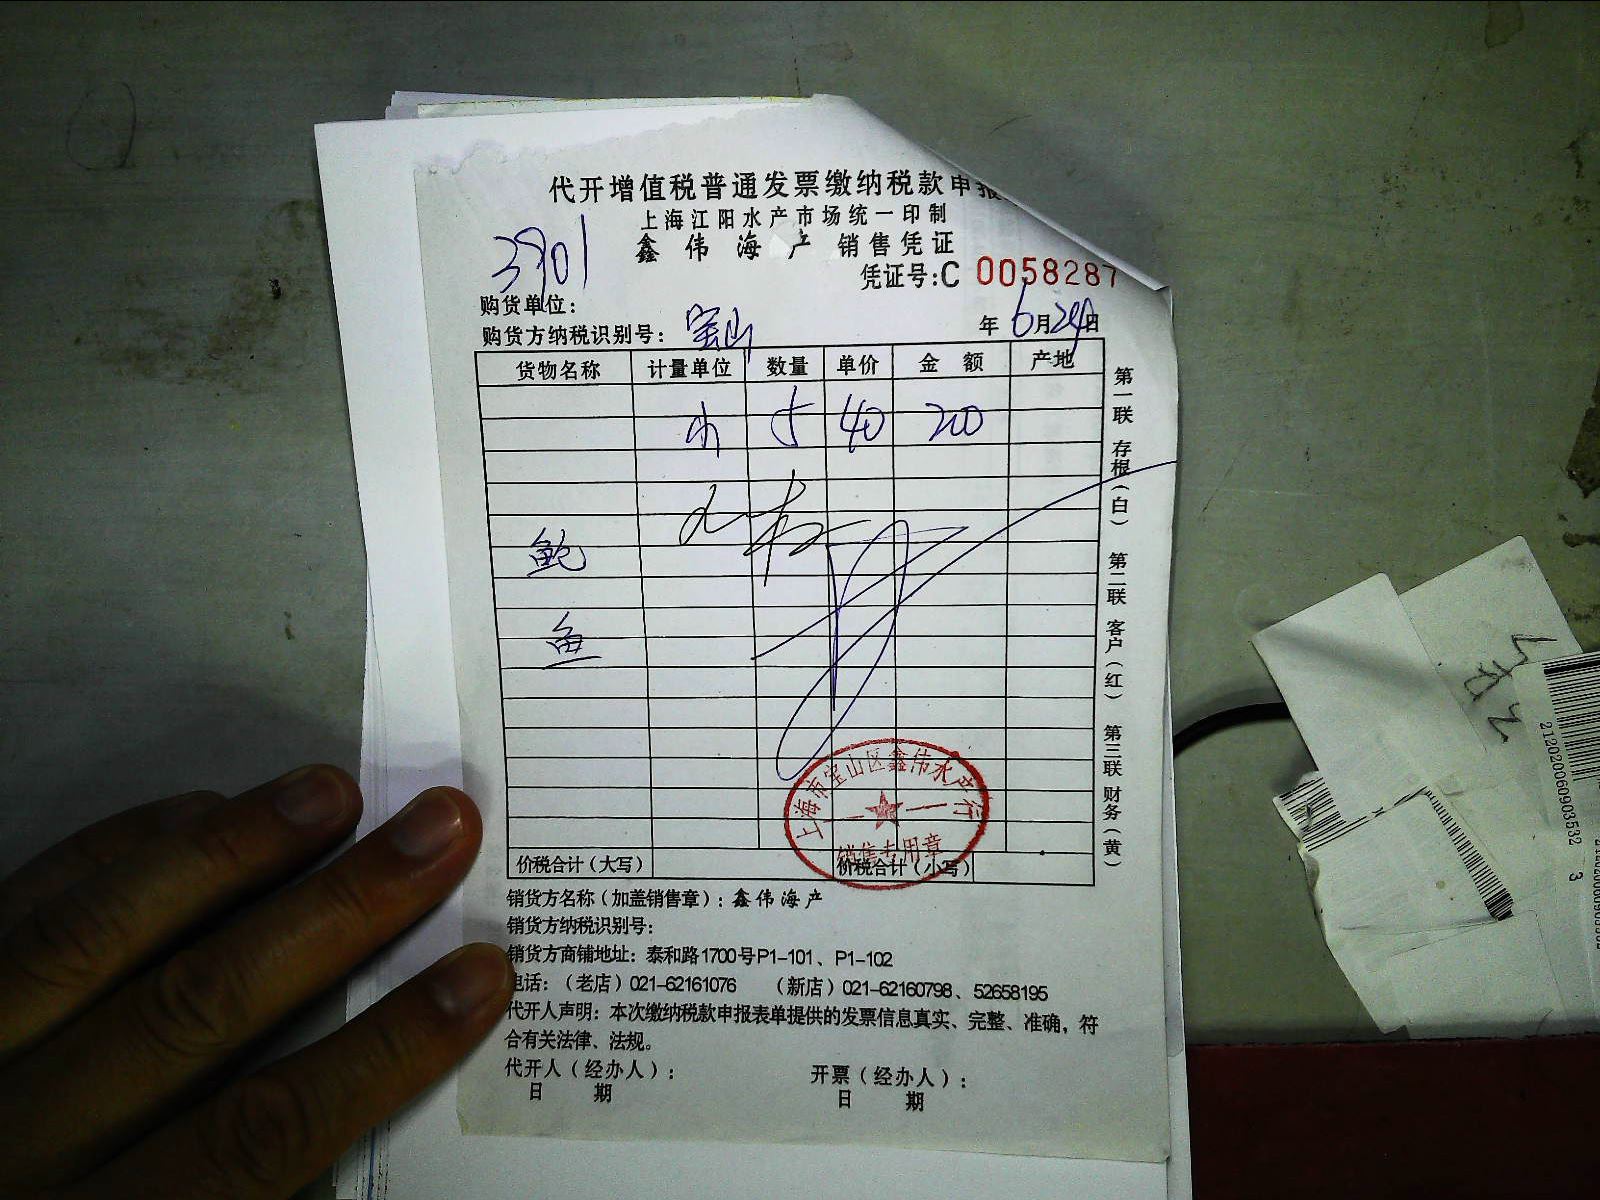 代开增值税普通发票缴纳税款申报
上海江阳水产市场统一印制
鑫伟海产 销售凭证
3901
凭证号:C 0058287
购货单位:
购货方纳税识别号: 宝山
年 6月24日
货物名称 计量单位 数量 单价 金额 产地
小 5 40 200
鲍
鱼
第一联 存根(白) 第二联 客户(红) 第三联 财务(黄)
上海市宝山区鑫伟水产行
销售专用章
价税合计(大写) 价税合计(小写)
销货方名称(加盖销售章): 鑫伟海产
销货方纳税识别号:
销货方商铺地址: 泰和路1700号P1-101、P1-102
电话:(老店)021-62161076 (新店)021-62160798、52658195
代开人声明: 本次缴纳税款申报表单提供的发票信息真实、完整、准确,符
合有关法律、法规。
代开人(经办人): 开票(经办人):
日 期 日 期
212020060903532 3